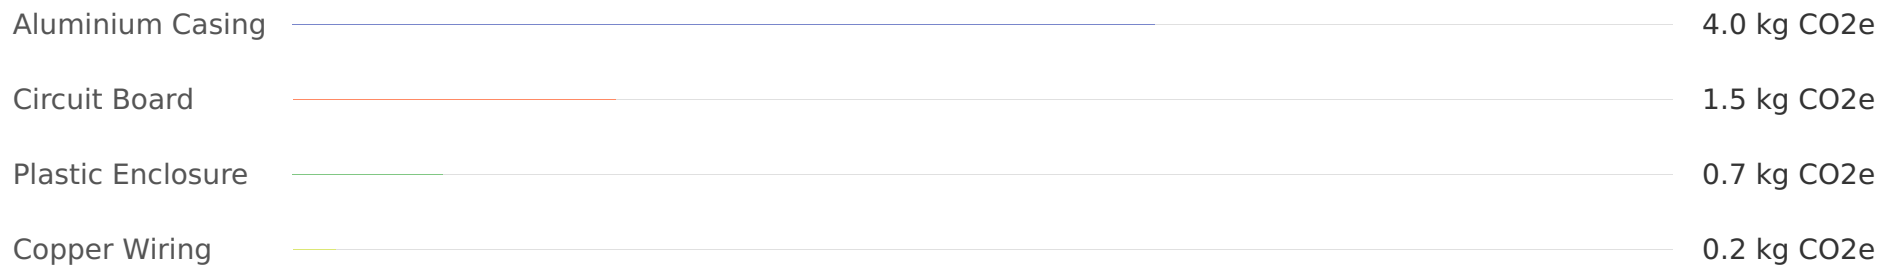 Aluminium Casing 4.0 kg CO2e
Circuit Board 1.5 kg CO2e
Plastic Enclosure 0.7 kg CO2e
Copper Wiring 0.2 kg CO2e